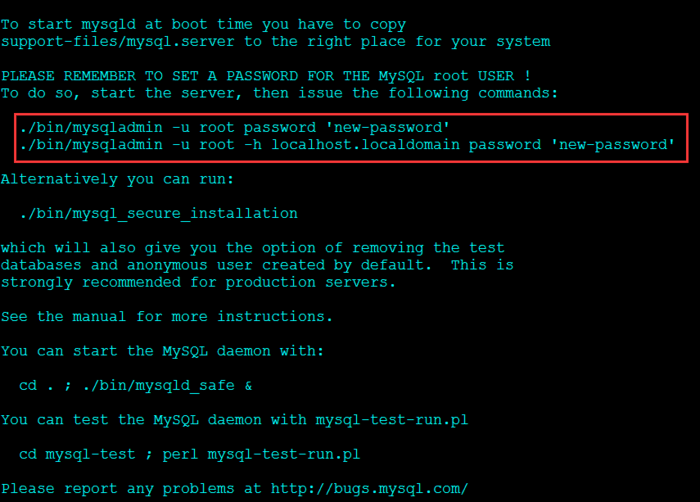 To start mysqld at boot time you have to copy
support-files/mysql.server to the right place for your system
PLEASE REMEMBER TO SET A PASSWORD FOR THE MySQL root USER !
To do so, start the server, then issue the following commands:
./bin/mysqladmin -u root password 'new-password'
./bin/mysqladmin -u root -h localhost.localdomain password 'new-password'
Alternatively you can run:
./bin/mysql_secure_installation
which will also give you the option of removing the test
databases and anonymous user created by default.  This is
strongly recommended for production servers.
See the manual for more instructions.
You can start the MySQL daemon with:
cd . ; ./bin/mysqld_safe &
You can test the MySQL daemon with mysql-test-run.pl
cd mysql-test ; perl mysql-test-run.pl
Please report any problems at http://bugs.mysql.com/